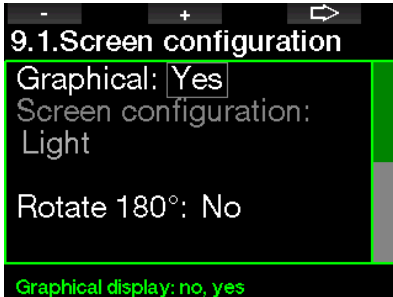 - +
9.1.Screen configuration
Graphical: Yes
Screen configuration:
Light
Rotate 180°: No
Graphical display: no, yes